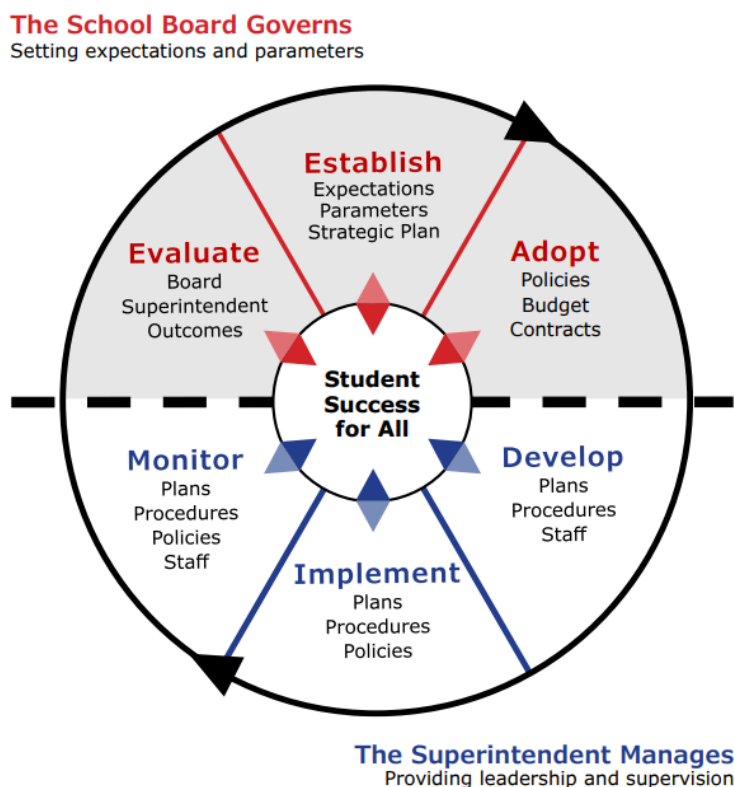 The School Board Governs
Setting expectations and parameters
Establish
Expectations
Parameters
Strategic Plan
Evaluate
Board
Superintendent
Outcomes
Adopt
Policies
Budget
Contracts
Student
Success
for All
Monitor
Plans
Procedures
Policies
Staff
Develop
Plans
Procedures
Staff
Implement
Plans
Procedures
Policies
The Superintendent Manages
Providing leadership and supervision